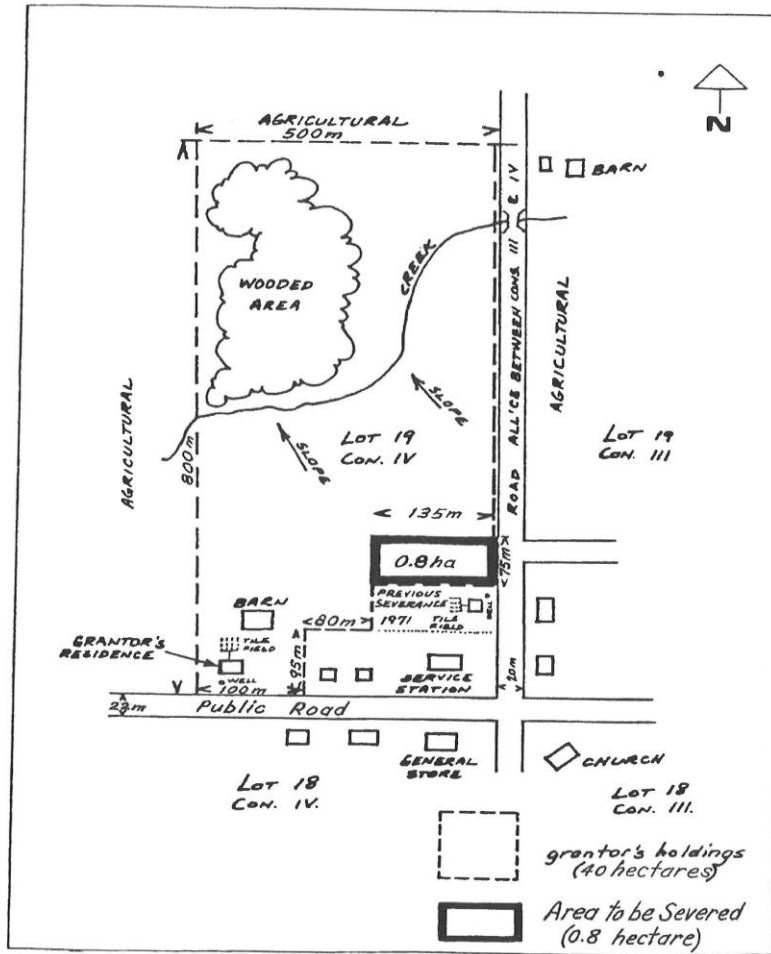 AGRICULTURAL
500m
N
BARN
WOODED
AREA
CREEK
ROAD ALL'CE BETWEEN CONS. III & IV
AGRICULTURAL
AGRICULTURAL
800m
SLOPE
SLOPE
LOT 19
CON. IV
LOT 19
CON. III
135m
0.8 ha
75m
PREVIOUS
SEVERANCE
1971
TILE
FIELD
WELL
BARN
80m
GRANTOR'S
RESIDENCE
TILE
FIELD
WELL
95m
100m
SERVICE
STATION
20m
22m
Public Road
GENERAL
STORE
CHURCH
LOT 18
CON. IV.
LOT 18
CON. III.
grantor's holdings
(40 hectares)
Area to be Severed
(0.8 hectare)